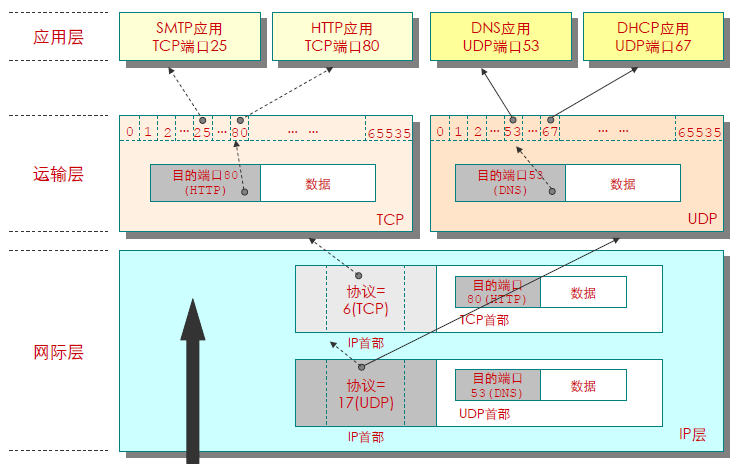 应用层
SMTP应用
TCP端口25
HTTP应用
TCP端口80
DNS应用
UDP端口53
DHCP应用
UDP端口67
运输层
0 1 2 … 25 … 80 … … 65535
目的端口80
(HTTP)
数据
TCP
0 1 2 … 53 … 67 … … 65535
目的端口53
(DNS)
数据
UDP
网际层
协议=
6(TCP)
目的端口
80(HTTP)
数据
TCP首部
IP首部
协议=
17(UDP)
目的端口
53(DNS)
数据
UDP首部
IP首部
IP层